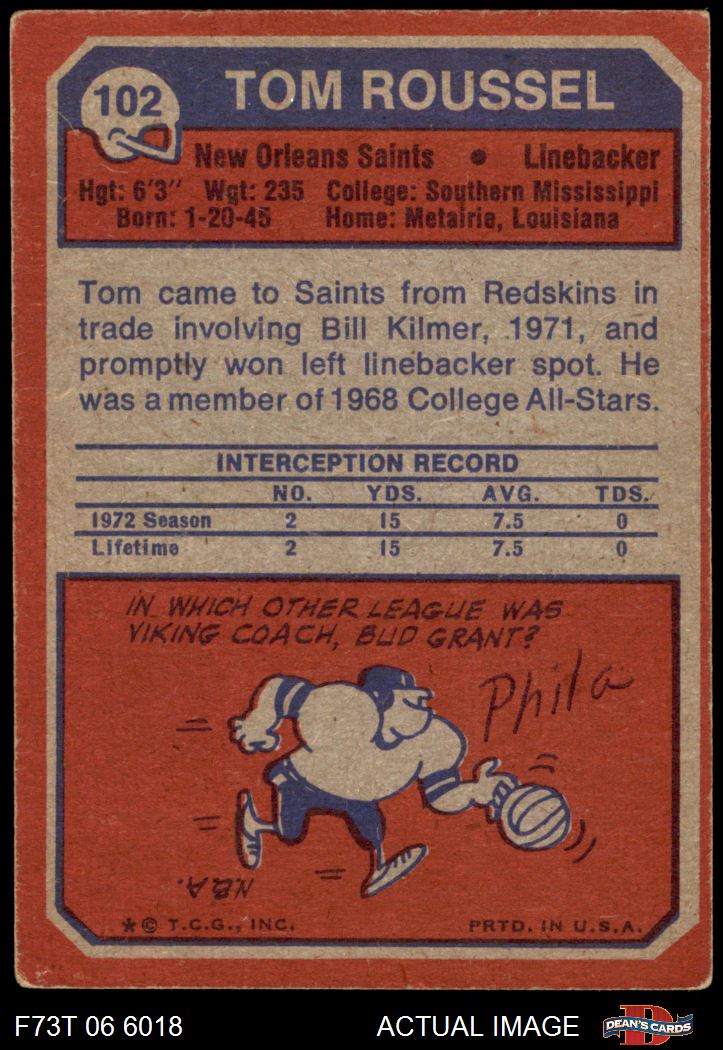 102
TOM ROUSSEL
New Orleans Saints • Linebacker
Hgt: 6'3" Wgt: 235 College: Southern Mississippi
Born: 1-20-45 Home: Metairie, Louisiana
Tom came to Saints from Redskins in
trade involving Bill Kilmer, 1971, and
promptly won left linebacker spot. He
was a member of 1968 College All-Stars.
INTERCEPTION RECORD
NO. YDS. AVG. TDS.
1972 Season 2 15 7.5 0
Lifetime 2 15 7.5 0
IN WHICH OTHER LEAGUE WAS
VIKING COACH, BUD GRANT?
Phila
N.B.A.
* © T.C.G., INC. PRTD. IN U.S.A.
F73T 06 6018 ACTUAL IMAGE
D
DEAN'S CARDS